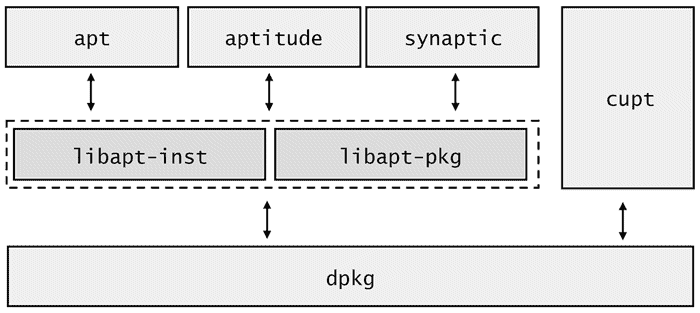 apt
aptitude
synaptic
cupt
libapt-inst
libapt-pkg
dpkg